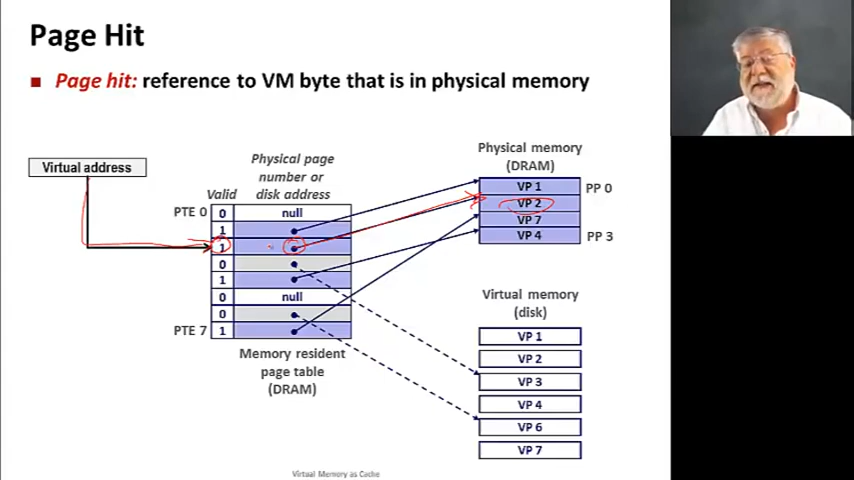 Page Hit
Page hit: reference to VM byte that is in physical memory
Virtual address
Physical page
number or
disk address
Valid
PTE 0
0
null
1
1
0
1
0
null
0
PTE 7
1
Memory resident
page table
(DRAM)
Physical memory
(DRAM)
VP 1
PP 0
VP 2
VP 7
VP 4
PP 3
Virtual memory
(disk)
VP 1
VP 2
VP 3
VP 4
VP 6
VP 7
Virtual Memory as Cache